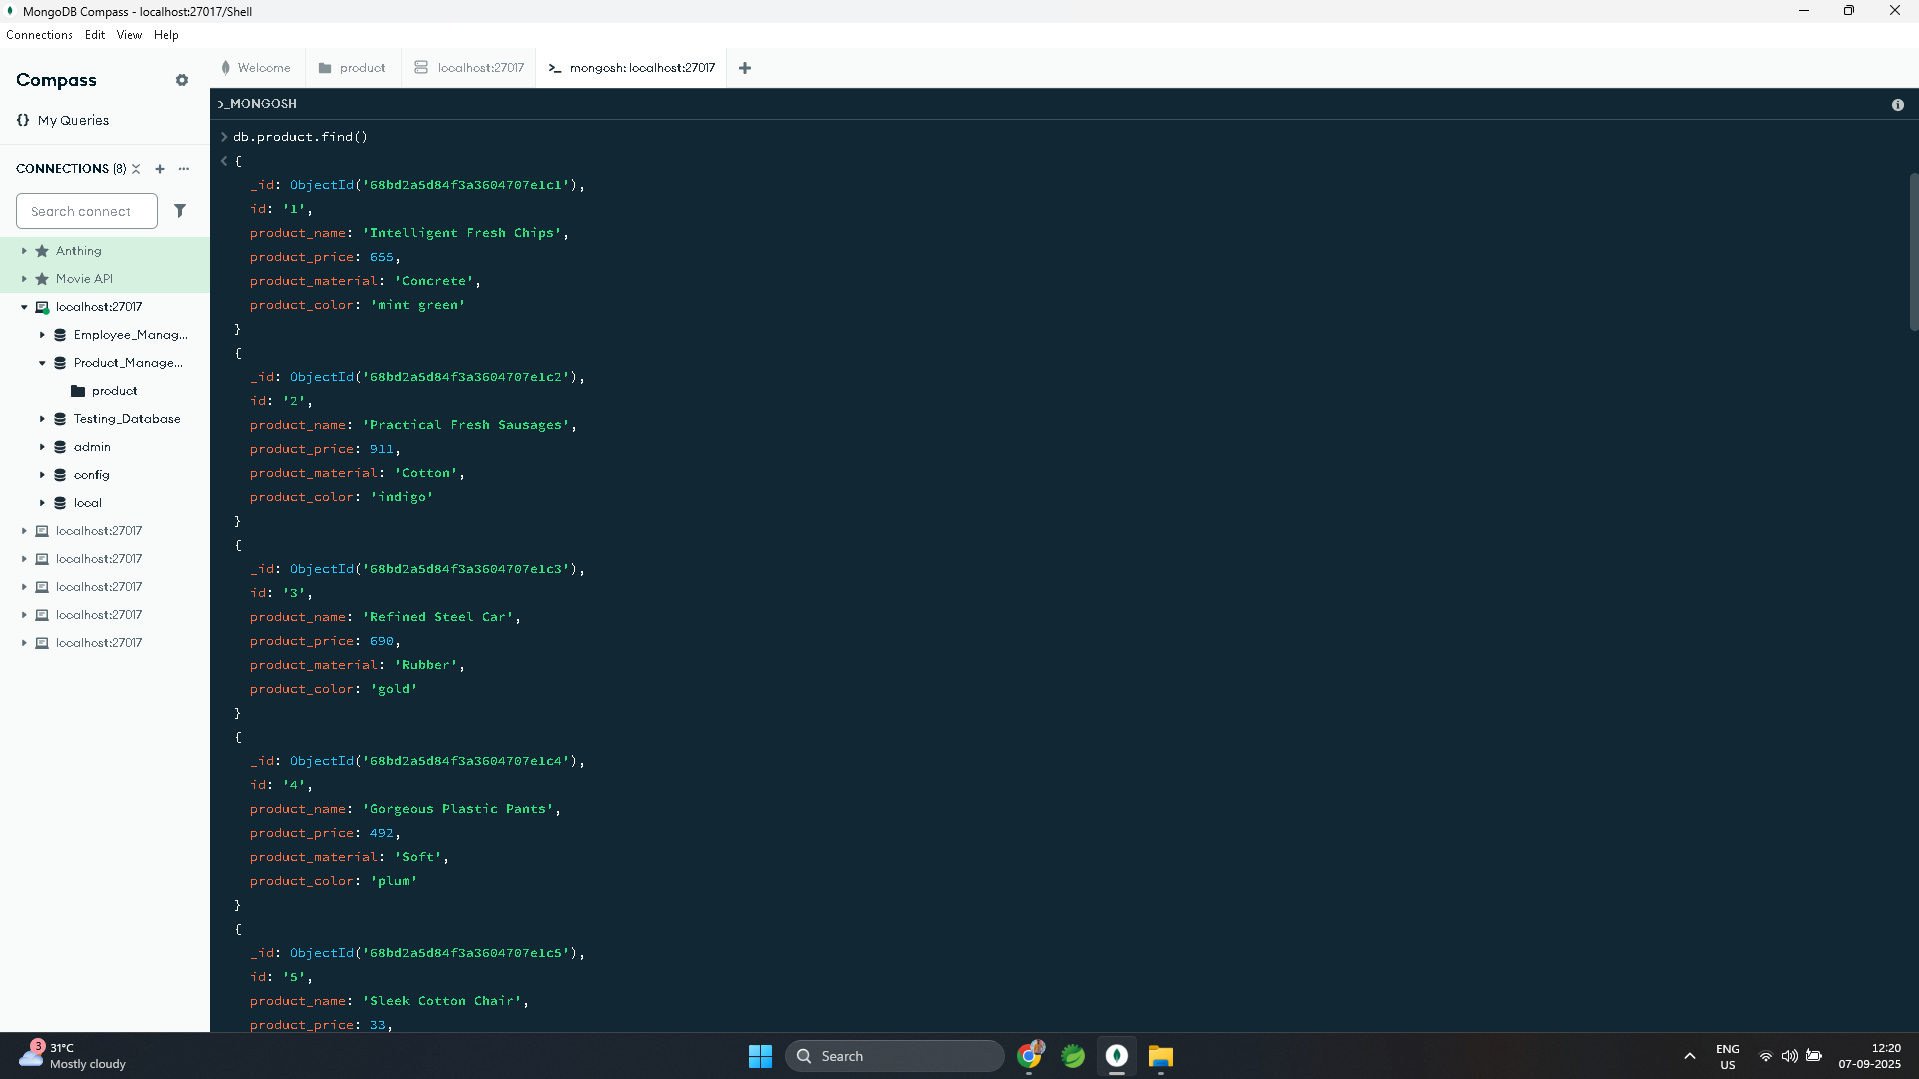 MongoDB Compass - localhost:27017/Shell
Connections Edit View Help
Compass
My Queries
CONNECTIONS (8)
Search connect
Anthing
Movie API
localhost:27017
Employee_Manag...
Product_Manage...
product
Testing_Database
admin
config
local
localhost:27017
localhost:27017
localhost:27017
localhost:27017
localhost:27017
Welcome product localhost:27017 mongosh: localhost:27017
>_MONGOSH
> db.product.find()
< {
_id: ObjectId('68bd2a5d84f3a3604707e1c1'),
id: '1',
product_name: 'Intelligent Fresh Chips',
product_price: 655,
product_material: 'Concrete',
product_color: 'mint green'
}
{
_id: ObjectId('68bd2a5d84f3a3604707e1c2'),
id: '2',
product_name: 'Practical Fresh Sausages',
product_price: 911,
product_material: 'Cotton',
product_color: 'indigo'
}
{
_id: ObjectId('68bd2a5d84f3a3604707e1c3'),
id: '3',
product_name: 'Refined Steel Car',
product_price: 690,
product_material: 'Rubber',
product_color: 'gold'
}
{
_id: ObjectId('68bd2a5d84f3a3604707e1c4'),
id: '4',
product_name: 'Gorgeous Plastic Pants',
product_price: 492,
product_material: 'Soft',
product_color: 'plum'
}
{
_id: ObjectId('68bd2a5d84f3a3604707e1c5'),
id: '5',
product_name: 'Sleek Cotton Chair',
product_price: 33,
3
31°C
Mostly cloudy
Search
ENG
US
12:20
07-09-2025